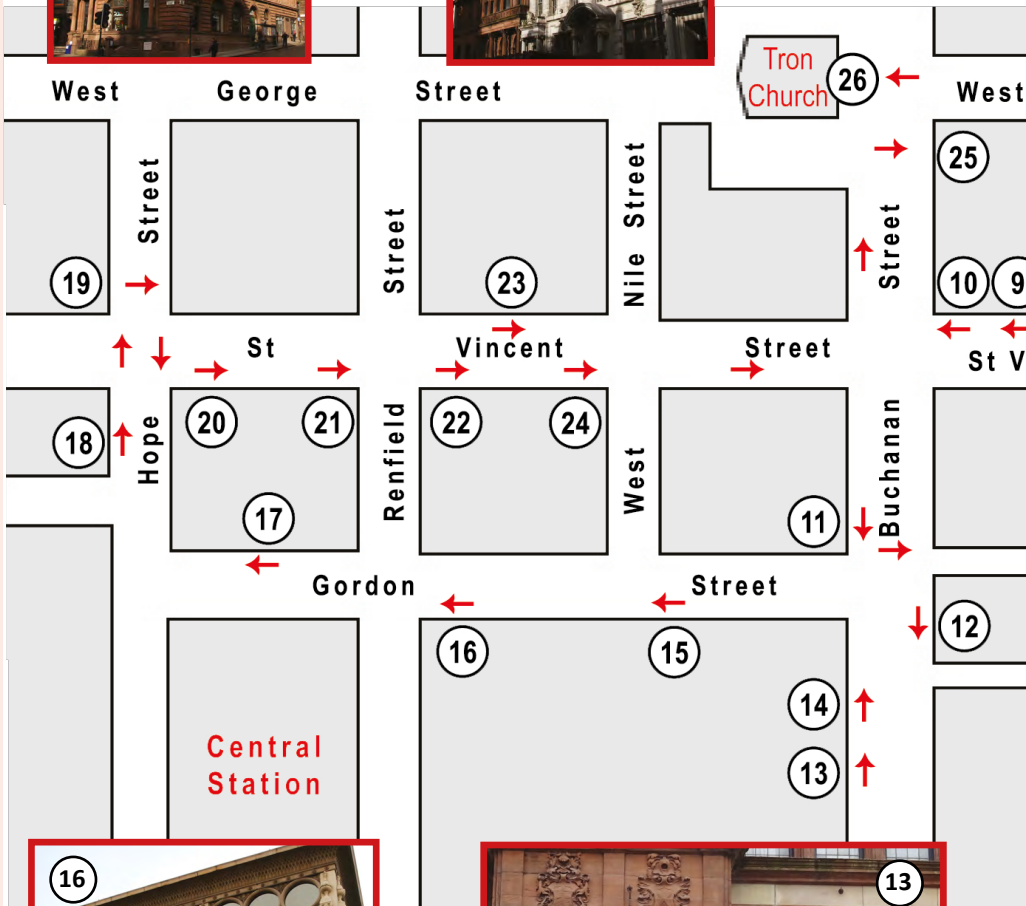 Tron
Church
26
West George Street
West
25
Street
Street
Nile Street
Street
19
23
10
9
St Vincent Street
St V
20
21
22
24
18
Hope
Renfield
West
Buchanan
17
11
Gordon Street
12
16
15
14
13
Central
Station
16
13